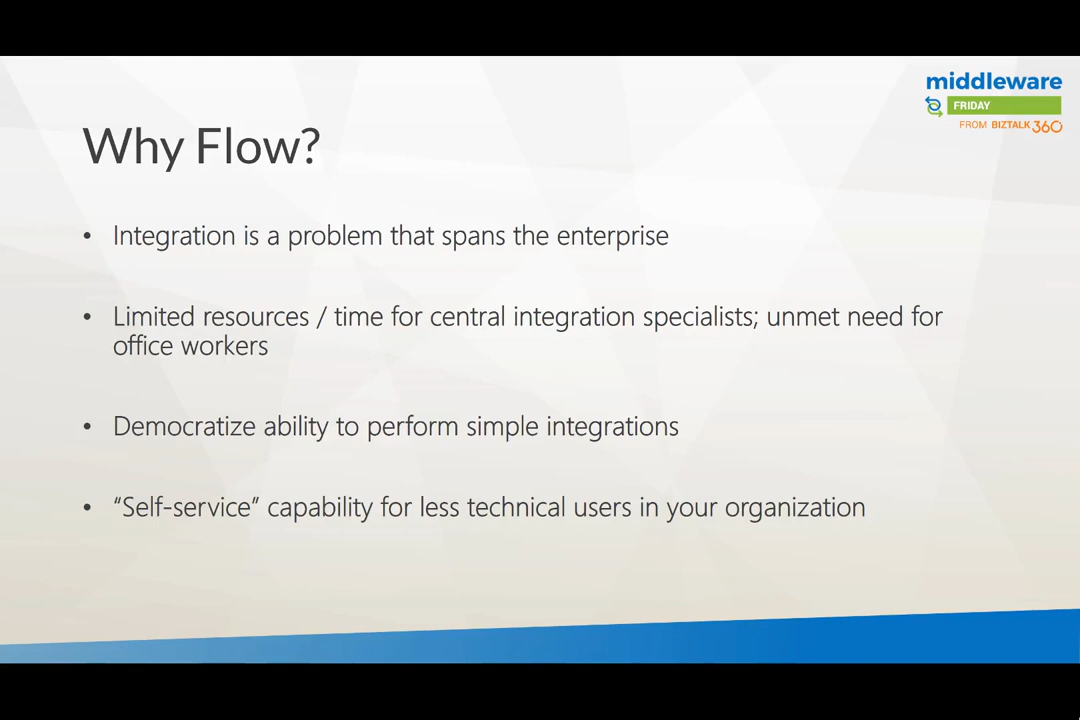 middleware
FRIDAY
FROM BIZTALK360
Why Flow?
• Integration is a problem that spans the enterprise
• Limited resources / time for central integration specialists; unmet need for
office workers
• Democratize ability to perform simple integrations
• “Self-service” capability for less technical users in your organization